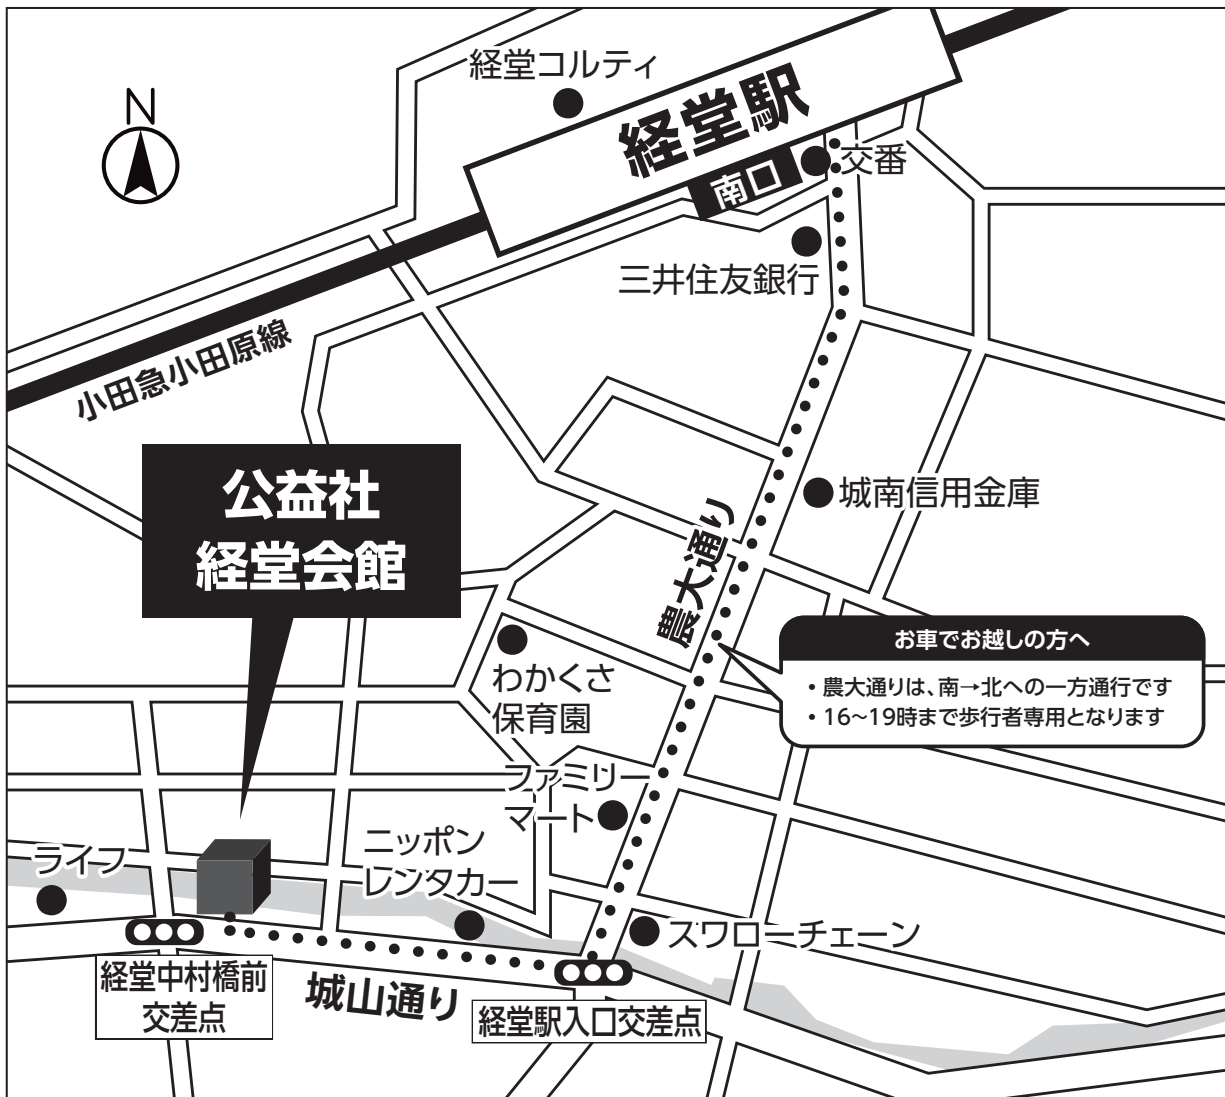 N
経堂コルティ
経堂駅
南口
交番
三井住友銀行
小田急小田原線
公益社
経堂会館
城南信用金庫
農大通り
お車でお越しの方へ
・農大通りは、南→北への一方通行です
・16~19時まで歩行者専用となります
わかくさ
保育園
ファミリー
マート
ニッポン
レンタカー
ライフ
スワローチェーン
経堂中村橋前
交差点
城山通り
経堂駅入口交差点